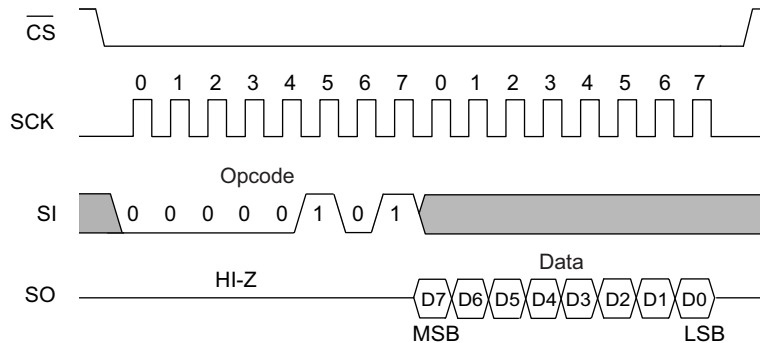 CS
0 1 2 3 4 5 6 7 0 1 2 3 4 5 6 7
SCK
Opcode
SI 0 0 0 0 0 1 0 1
Data
HI-Z
SO D7 D6 D5 D4 D3 D2 D1 D0
MSB LSB